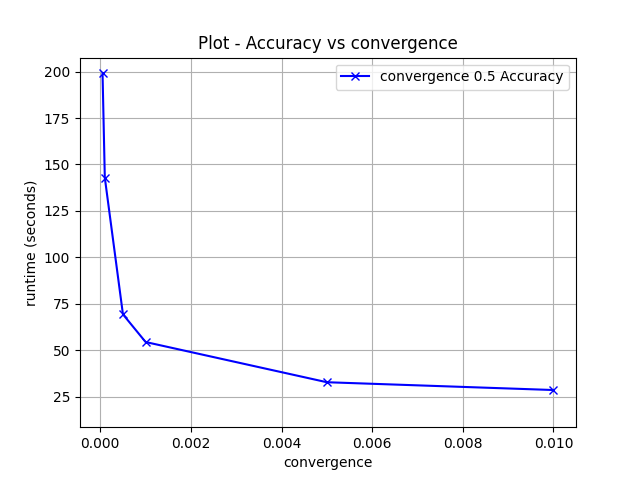 Plot - Accuracy vs convergence
convergence 0.5 Accuracy
runtime (seconds)
200
175
150
125
100
75
50
25
0.000 0.002 0.004 0.006 0.008 0.010
convergence